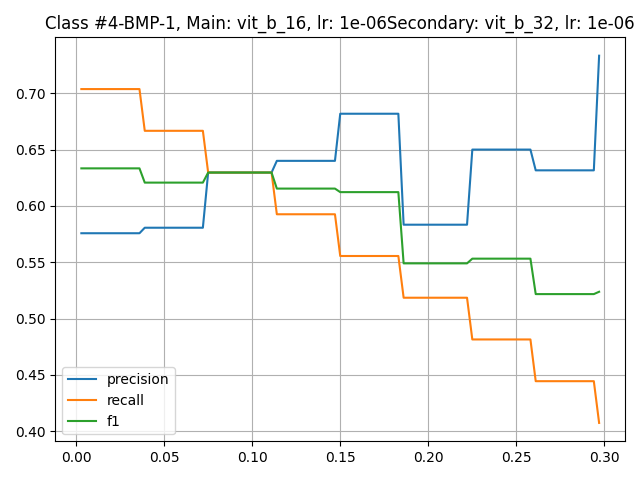 Class #4-BMP-1, Main: vit_b_16, lr: 1e-06Secondary: vit_b_32, lr: 1e-06
0.70
0.65
0.60
0.55
0.50
0.45
0.40
precision
recall
f1
0.00 0.05 0.10 0.15 0.20 0.25 0.30